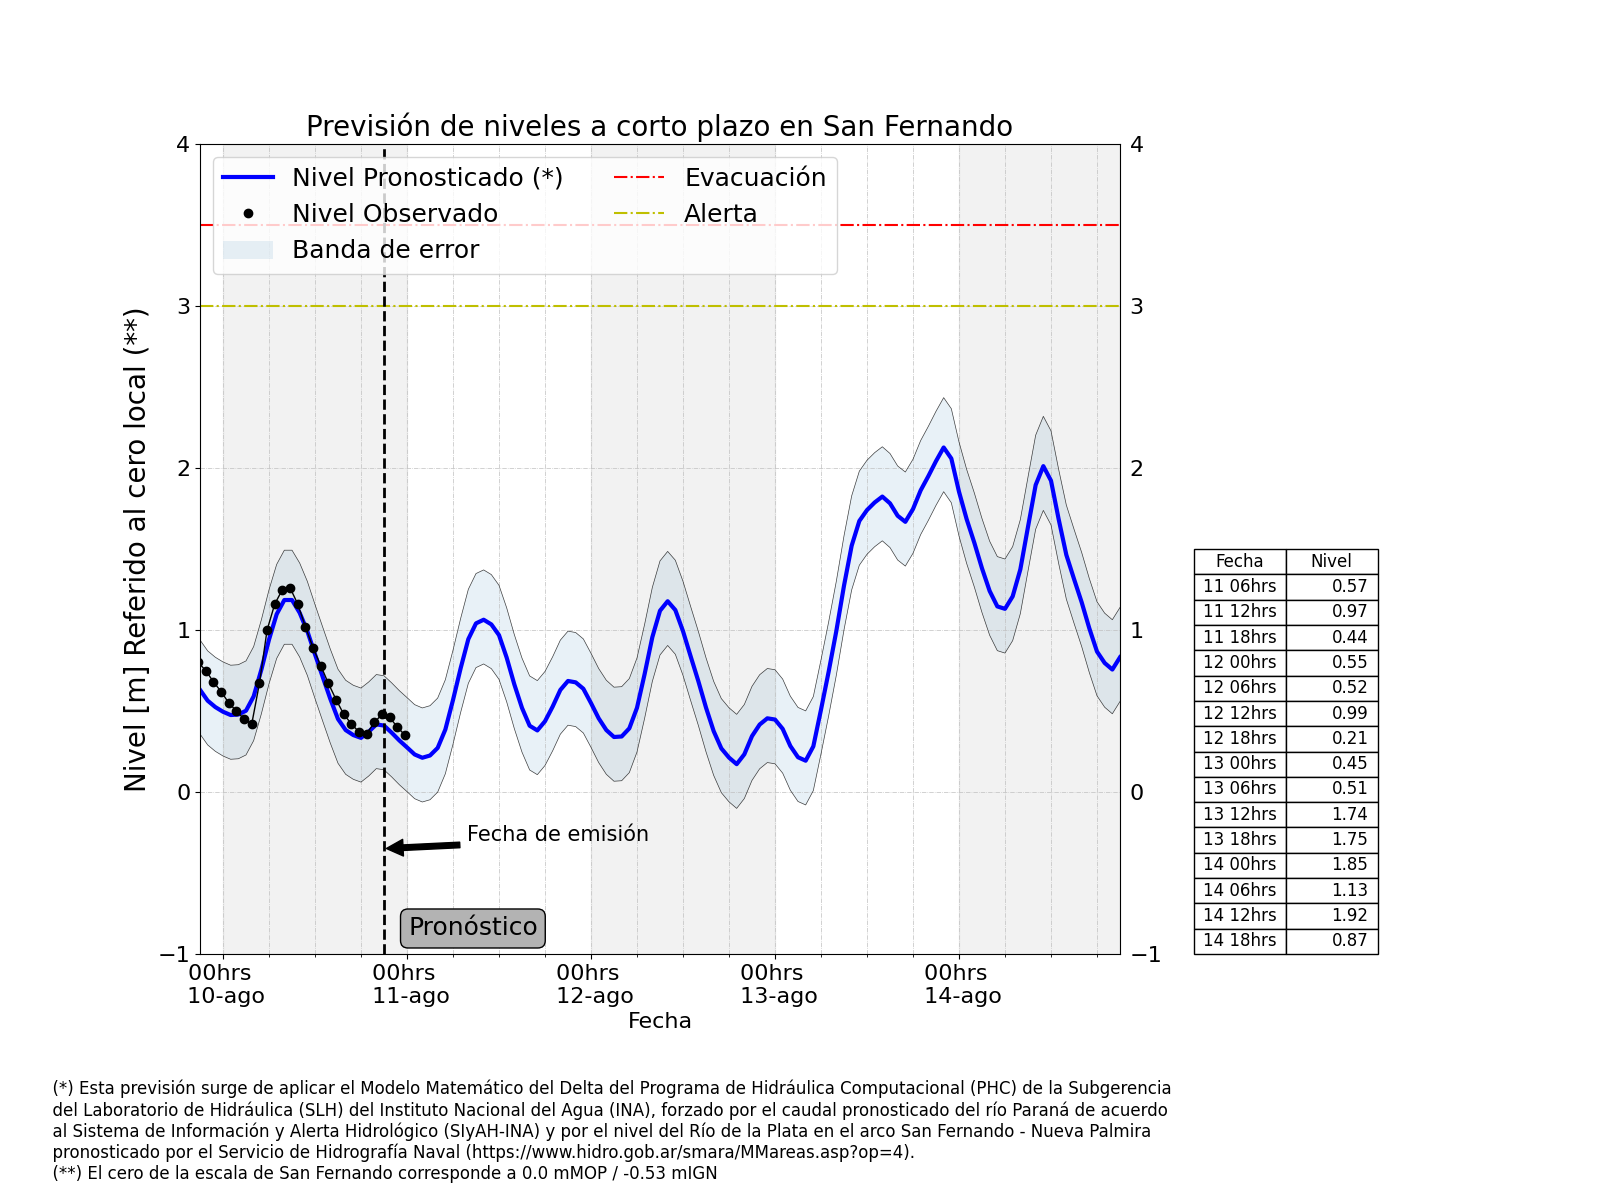 Previsión de niveles a corto plazo en San Fernando
Nivel Pronosticado (*)
Nivel Observado
Banda de error
Evacuación
Alerta
Nivel [m] Referido al cero local (**)
4
3
2
1
0
−1
4
3
2
1
0
−1
Fecha de emisión
Pronóstico
00hrs
10-ago
00hrs
11-ago
00hrs
12-ago
00hrs
13-ago
00hrs
14-ago
Fecha
Fecha Nivel
11 06hrs 0.57
11 12hrs 0.97
11 18hrs 0.44
12 00hrs 0.55
12 06hrs 0.52
12 12hrs 0.99
12 18hrs 0.21
13 00hrs 0.45
13 06hrs 0.51
13 12hrs 1.74
13 18hrs 1.75
14 00hrs 1.85
14 06hrs 1.13
14 12hrs 1.92
14 18hrs 0.87
(*) Esta previsión surge de aplicar el Modelo Matemático del Delta del Programa de Hidráulica Computacional (PHC) de la Subgerencia
del Laboratorio de Hidráulica (SLH) del Instituto Nacional del Agua (INA), forzado por el caudal pronosticado del río Paraná de acuerdo
al Sistema de Información y Alerta Hidrológico (SIyAH-INA) y por el nivel del Río de la Plata en el arco San Fernando - Nueva Palmira
pronosticado por el Servicio de Hidrografía Naval (https://www.hidro.gob.ar/smara/MMareas.asp?op=4).
(**) El cero de la escala de San Fernando corresponde a 0.0 mMOP / -0.53 mIGN